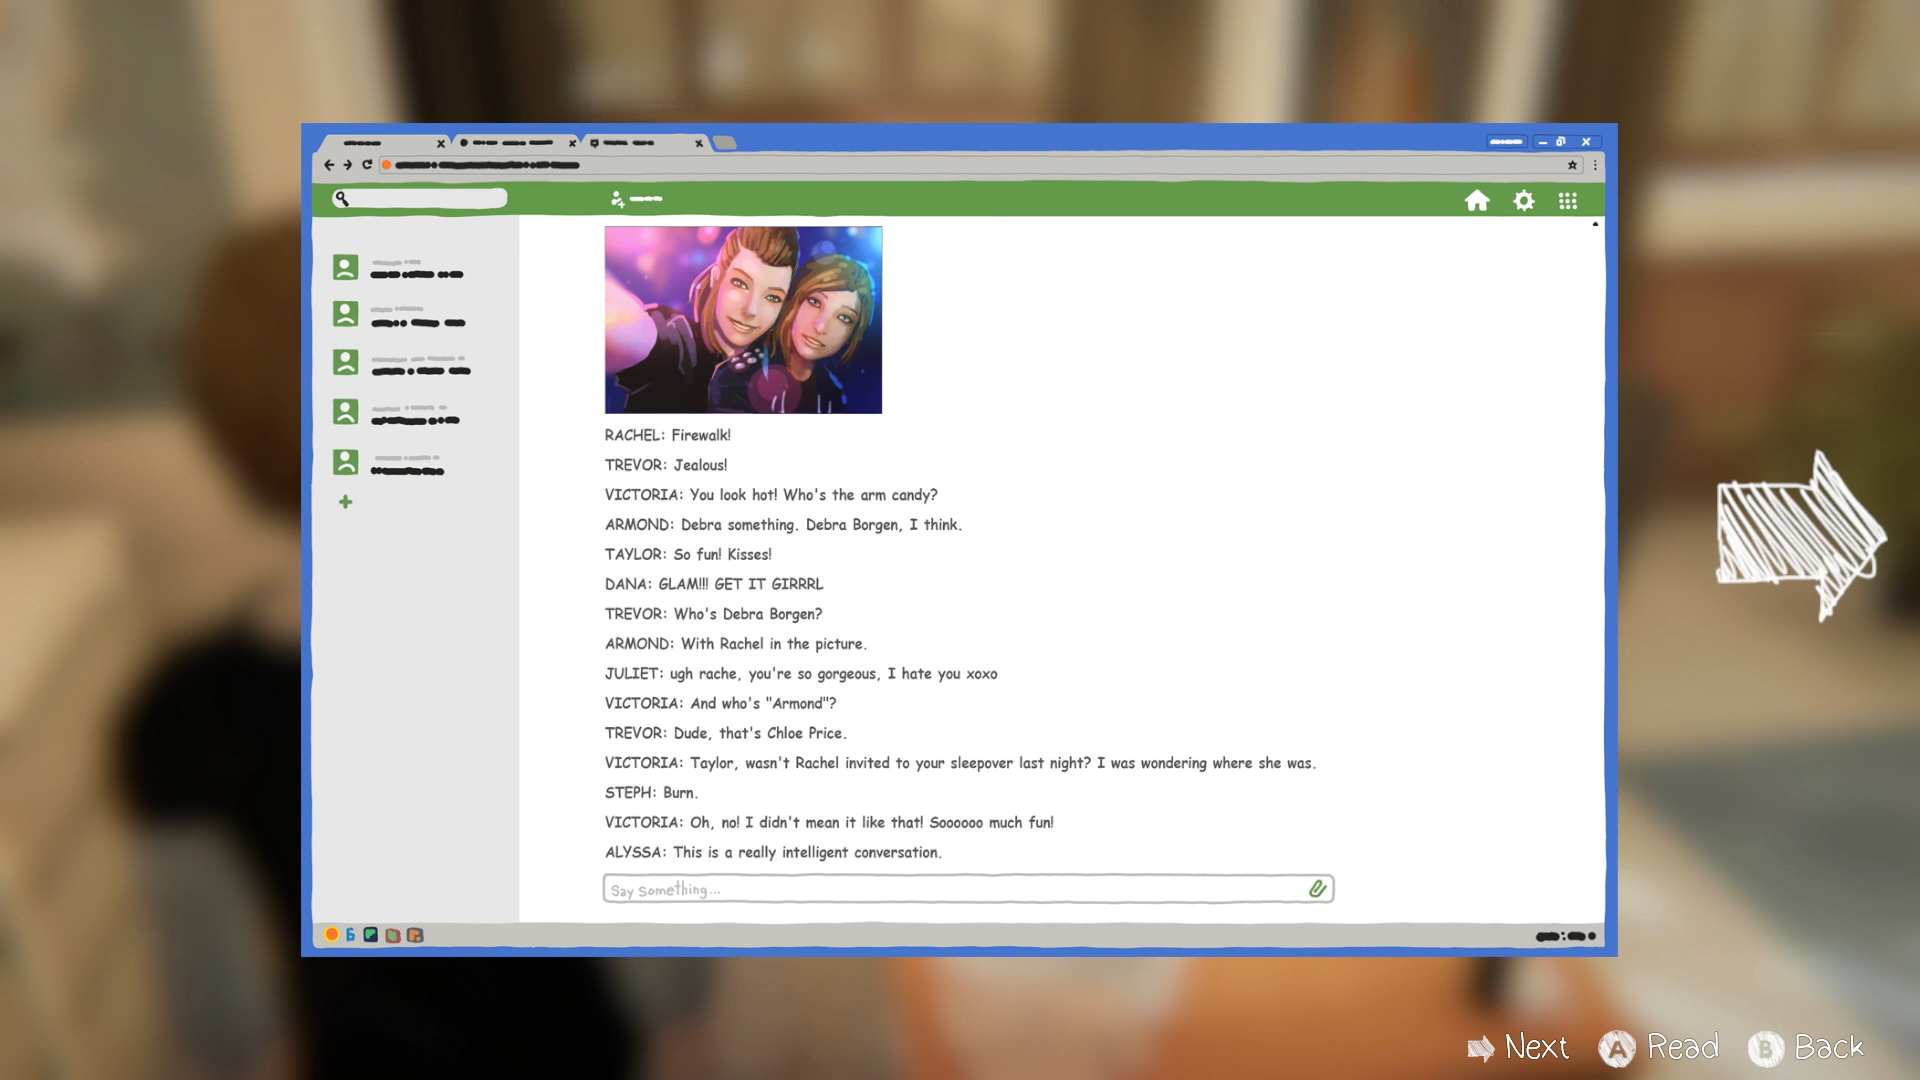 RACHEL: Firewalk!
TREVOR: Jealous!
VICTORIA: You look hot! Who's the arm candy?
ARMOND: Debra something. Debra Borgen, I think.
TAYLOR: So fun! Kisses!
DANA: GLAM!!! GET IT GIRRRL
TREVOR: Who's Debra Borgen?
ARMOND: With Rachel in the picture.
JULIET: ugh rache, you're so gorgeous, I hate you xoxo
VICTORIA: And who's "Armond"?
TREVOR: Dude, that's Chloe Price.
VICTORIA: Taylor, wasn't Rachel invited to your sleepover last night? I was wondering where she was.
STEPH: Burn.
VICTORIA: Oh, no! I didn't mean it like that! Soooooo much fun!
ALYSSA: This is a really intelligent conversation.
Say something...
Next A Read B Back